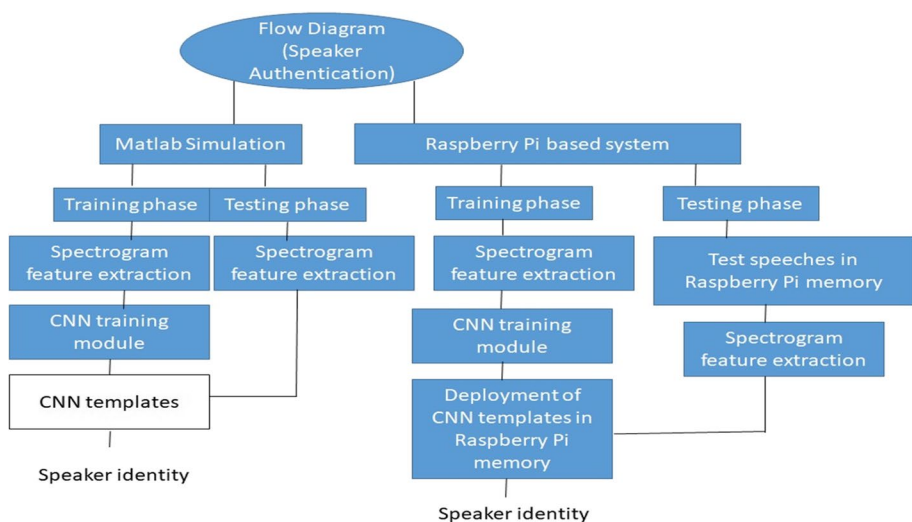 Flow Diagram
(Speaker
Authentication)
Matlab Simulation
Raspberry Pi based system
Training phase
Testing phase
Training phase
Testing phase
Spectrogram
feature extraction
Spectrogram
feature extraction
Spectrogram
feature extraction
Test speeches in
Raspberry Pi memory
CNN training
module
CNN training
module
Spectrogram
feature extraction
CNN templates
Deployment of
CNN templates in
Raspberry Pi
memory
Speaker identity
Speaker identity